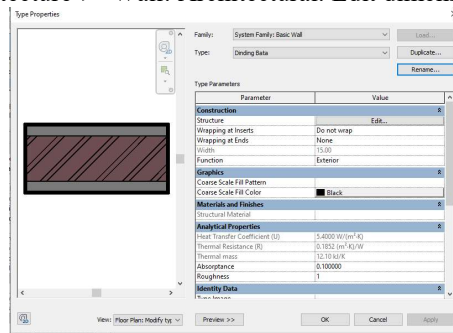 Type Properties
Family: System Family: Basic Wall Load...
Type: Dinding Bata Duplicate...
Rename...
Type Parameters
Parameter Value
Construction
Structure Edit...
Wrapping at Inserts Do not wrap
Wrapping at Ends None
Width 15.00
Function Exterior
Graphics
Coarse Scale Fill Pattern
Coarse Scale Fill Color Black
Materials and Finishes
Structural Material
Analytical Properties
Heat Transfer Coefficient (U) 5.4000 W/(m²·K)
Thermal Resistance (R) 0.1852 (m²·K)/W
Thermal mass 12.10 kJ/K
Absorptance 0.100000
Roughness 1
Identity Data
View: Floor Plan: Modify typ Preview >> OK Cancel Apply